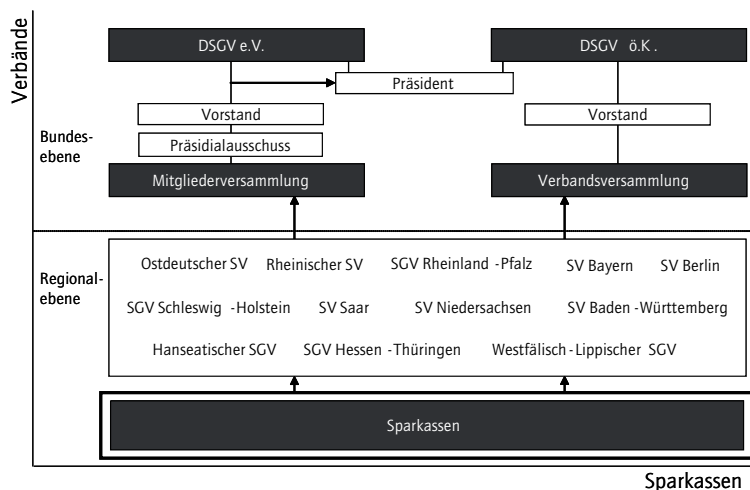 Verbände
DSGV e.V.
DSGV ö.K.
Präsident
Vorstand
Vorstand
Bundes-
ebene
Präsidialausschuss
Mitgliederversammlung
Verbandsversammlung
Regional-
ebene
Ostdeutscher SV
Rheinischer SV
SGV Rheinland -Pfalz
SV Bayern
SV Berlin
SGV Schleswig -Holstein
SV Saar
SV Niedersachsen
SV Baden -Württemberg
Hanseatischer SGV
SGV Hessen -Thüringen
Westfälisch -Lippischer SGV
Sparkassen
Sparkassen